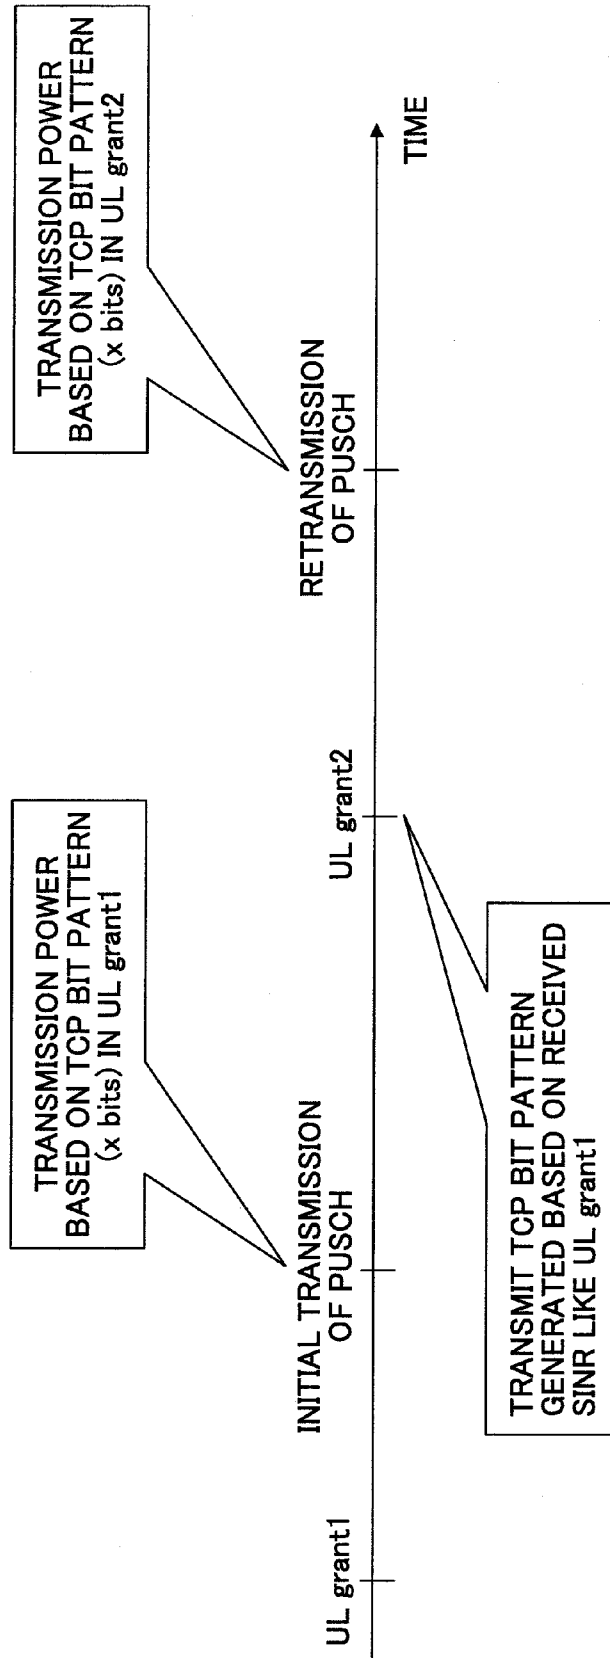 TRANSMISSION POWER
BASED ON TCP BIT PATTERN
(x bits) IN UL grant1
TRANSMISSION POWER
BASED ON TCP BIT PATTERN
(x bits) IN UL grant2
UL grant1
INITIAL TRANSMISSION
OF PUSCH
UL grant2
RETRANSMISSION
OF PUSCH
TIME
TRANSMIT TCP BIT PATTERN
GENERATED BASED ON RECEIVED
SINR LIKE UL grant1